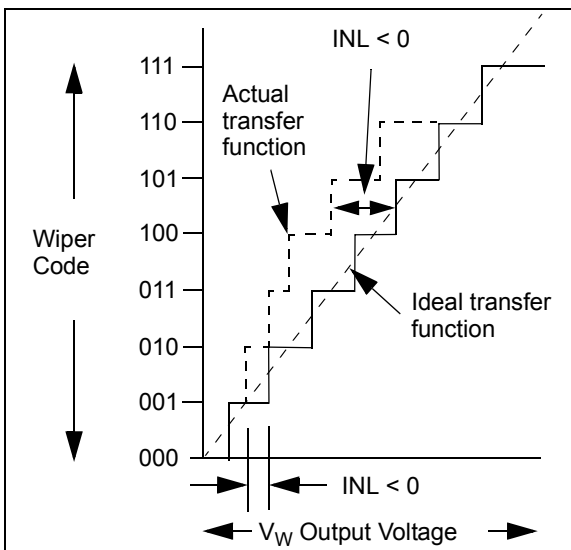 INL < 0
111
Actual
transfer
function
110
101
Wiper
Code
100
011
Ideal transfer
function
010
001
000
INL < 0
VW Output Voltage